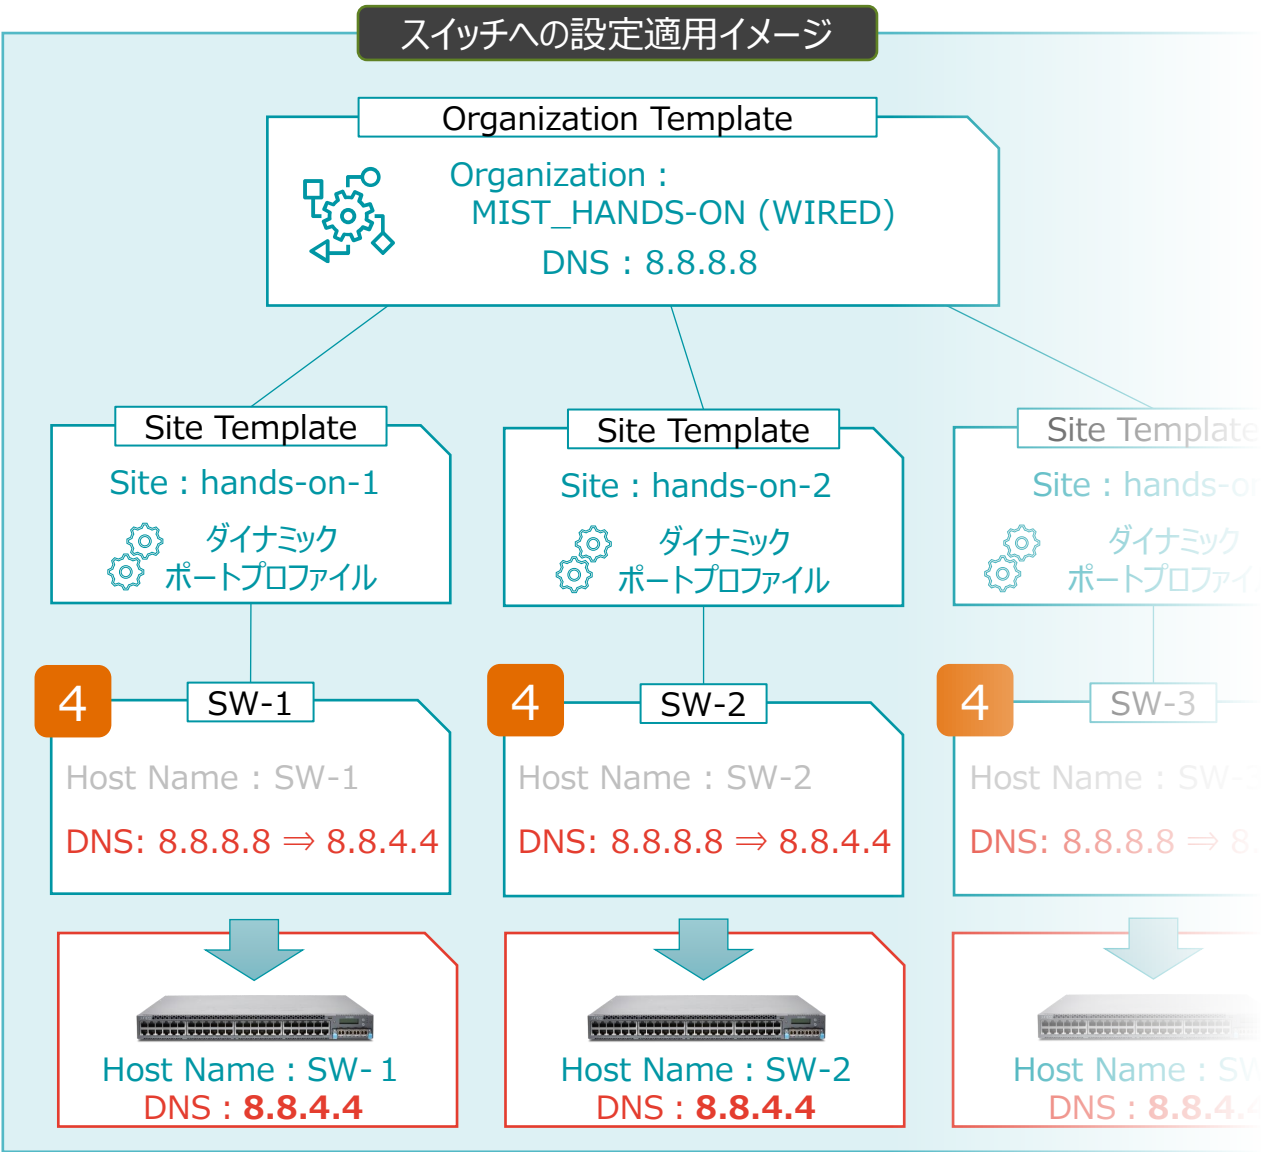 スイッチへの設定適用イメージ
Organization Template
Organization :
MIST_HANDS-ON (WIRED)
DNS : 8.8.8.8
Site Template
Site : hands-on-1
ダイナミック
ポートプロファイル
Site Template
Site : hands-on-2
ダイナミック
ポートプロファイル
Site Template
Site : hands-on
ダイナミック
ポートプロファイ
4
SW-1
Host Name : SW-1
DNS: 8.8.8.8 ⇒ 8.8.4.4
4
SW-2
Host Name : SW-2
DNS: 8.8.8.8 ⇒ 8.8.4.4
4
SW-3
Host Name : SW-3
DNS: 8.8.8.8 ⇒ 8.
Host Name : SW-1
DNS : 8.8.4.4
Host Name : SW-2
DNS : 8.8.4.4
Host Name : SW
DNS : 8.8.4.4